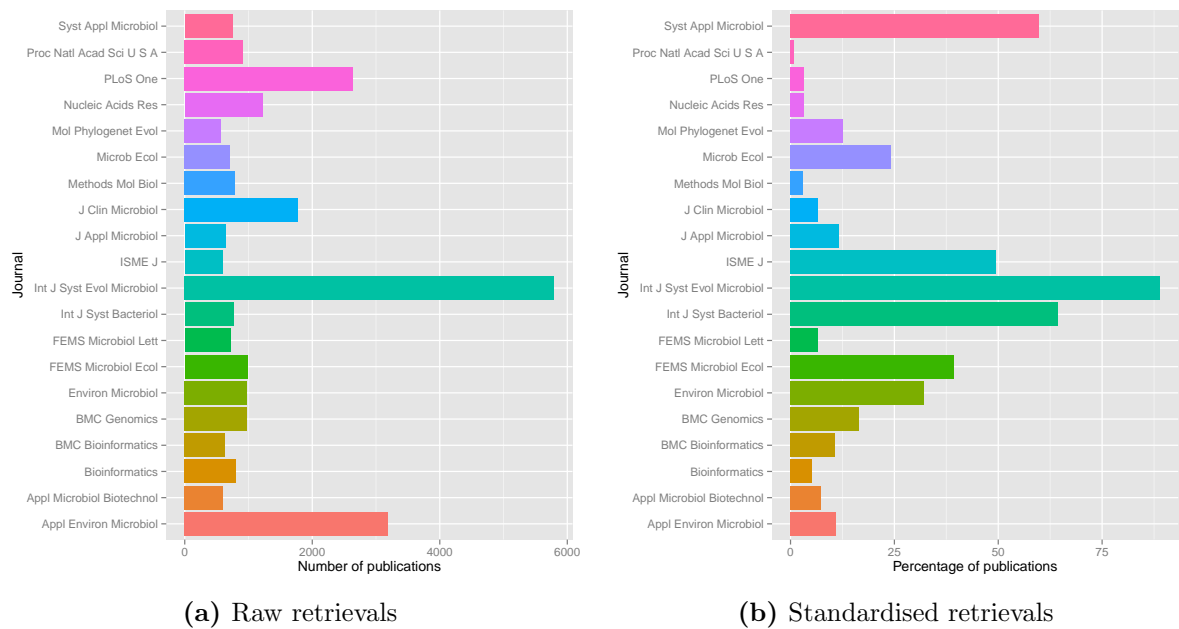 Syst Appl Microbiol
Proc Natl Acad Sci U S A
PLoS One
Nucleic Acids Res
Mol Phylogenet Evol
Microb Ecol
Methods Mol Biol
J Clin Microbiol
J Appl Microbiol
ISME J
Int J Syst Evol Microbiol
Int J Syst Bacteriol
FEMS Microbiol Lett
FEMS Microbiol Ecol
Environ Microbiol
BMC Genomics
BMC Bioinformatics
Bioinformatics
Appl Microbiol Biotechnol
Appl Environ Microbiol
Journal
0 2000 4000 6000
Number of publications
(a) Raw retrievals
Syst Appl Microbiol
Proc Natl Acad Sci U S A
PLoS One
Nucleic Acids Res
Mol Phylogenet Evol
Microb Ecol
Methods Mol Biol
J Clin Microbiol
J Appl Microbiol
ISME J
Int J Syst Evol Microbiol
Int J Syst Bacteriol
FEMS Microbiol Lett
FEMS Microbiol Ecol
Environ Microbiol
BMC Genomics
BMC Bioinformatics
Bioinformatics
Appl Microbiol Biotechnol
Appl Environ Microbiol
Journal
0 25 50 75
Percentage of publications
(b) Standardised retrievals